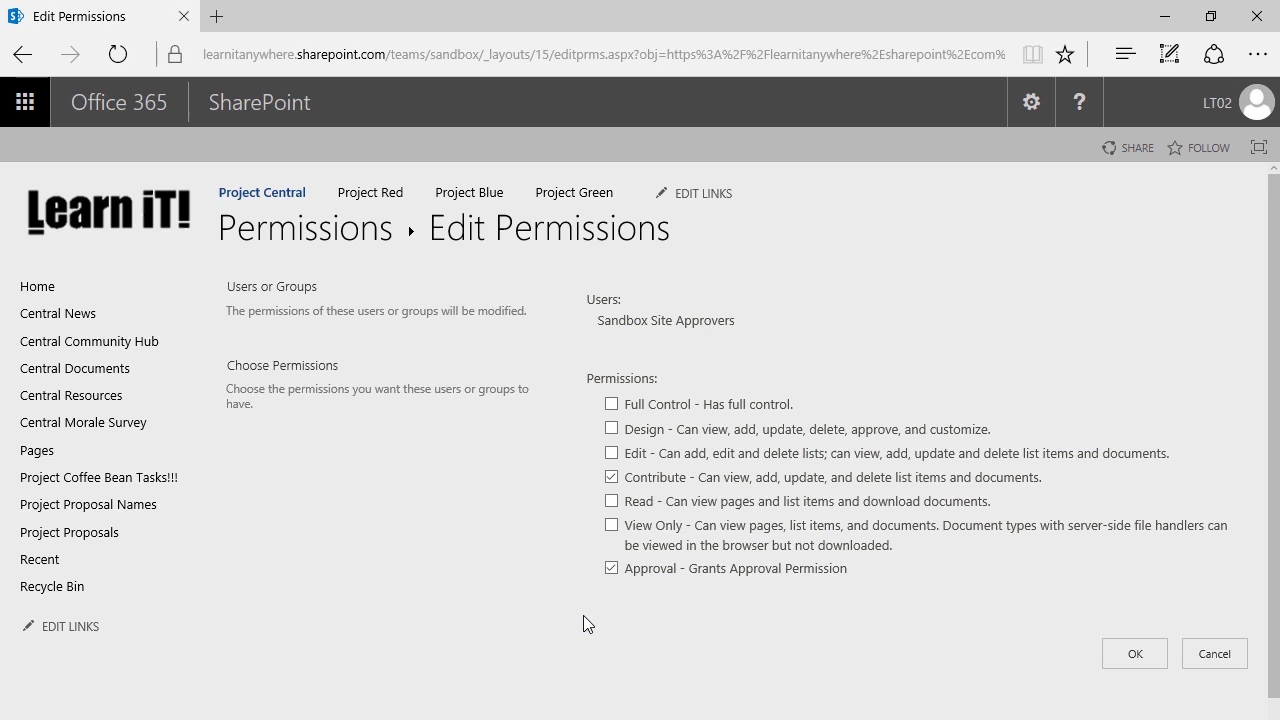 Edit Permissions
learnitanywhere.sharepoint.com/teams/sandbox/_layouts/15/editprms.aspx?obj=https%3A%2F%2Flearnitanywhere%2Esharepoint%2Ecom%
Office 365 SharePoint ? LT02
SHARE FOLLOW
Learn iT!
Project Central Project Red Project Blue Project Green EDIT LINKS
Permissions Edit Permissions
Home
Central News
Central Community Hub
Central Documents
Central Resources
Central Morale Survey
Pages
Project Coffee Bean Tasks!!!
Project Proposal Names
Project Proposals
Recent
Recycle Bin
EDIT LINKS
Users or Groups
The permissions of these users or groups will be modified.
Users:
Sandbox Site Approvers
Choose Permissions
Choose the permissions you want these users or groups to
have.
Permissions:
Full Control - Has full control.
Design - Can view, add, update, delete, approve, and customize.
Edit - Can add, edit and delete lists; can view, add, update and delete list items and documents.
Contribute - Can view, add, update, and delete list items and documents.
Read - Can view pages and list items and download documents.
View Only - Can view pages, list items, and documents. Document types with server-side file handlers can
be viewed in the browser but not downloaded.
Approval - Grants Approval Permission
OK Cancel